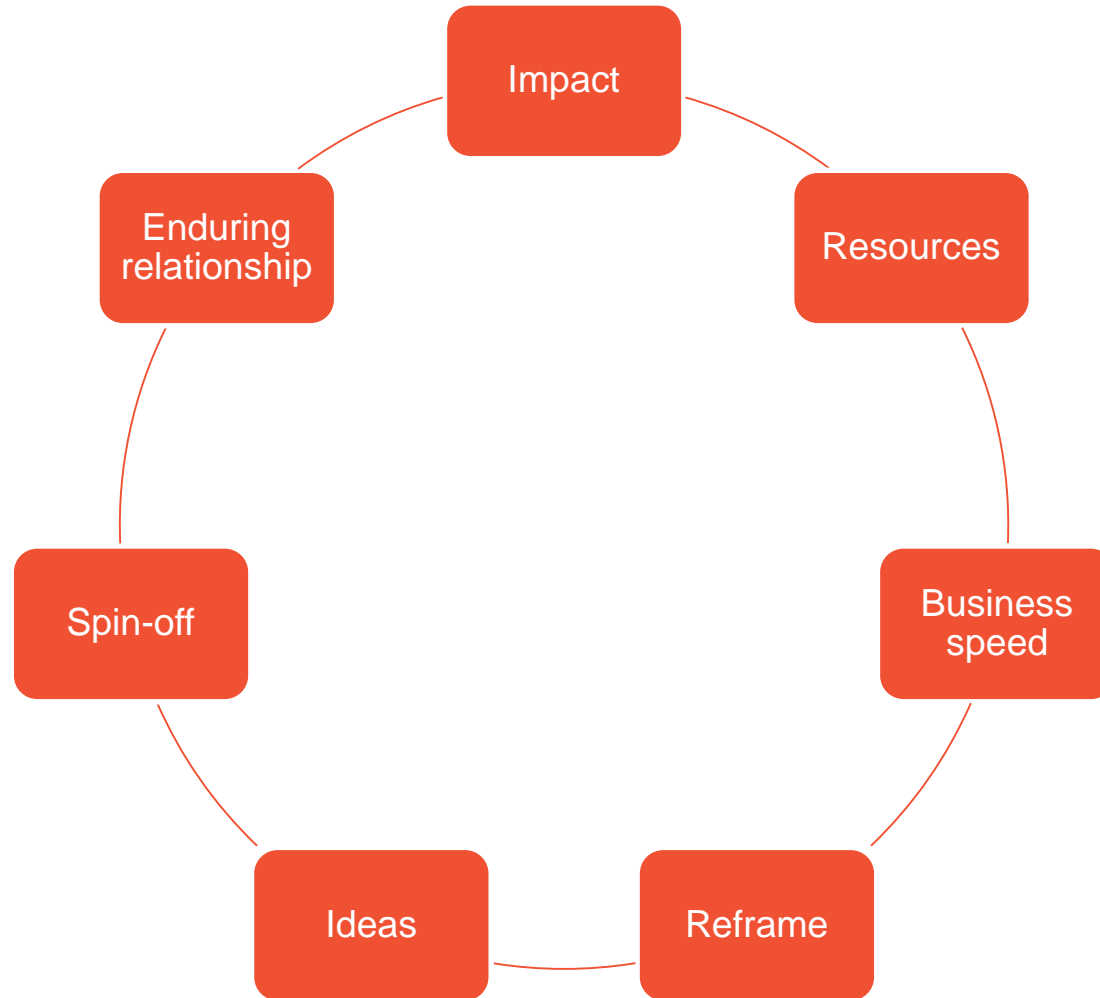 Impact
Resources
Business
speed
Reframe
Ideas
Spin-off
Enduring
relationship